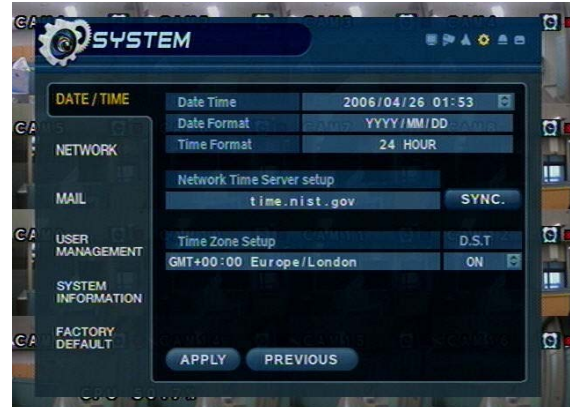 SYSTEM
DATE / TIME
Date Time 2006/04/26 01:53
Date Format YYYY/MM/DD
Time Format 24 HOUR
NETWORK
Network Time Server setup
MAIL
time.nist.gov SYNC.
USER
MANAGEMENT
Time Zone Setup D.S.T
GMT+00:00 Europe/London ON
SYSTEM
INFORMATION
FACTORY
DEFAULT
APPLY PREVIOUS